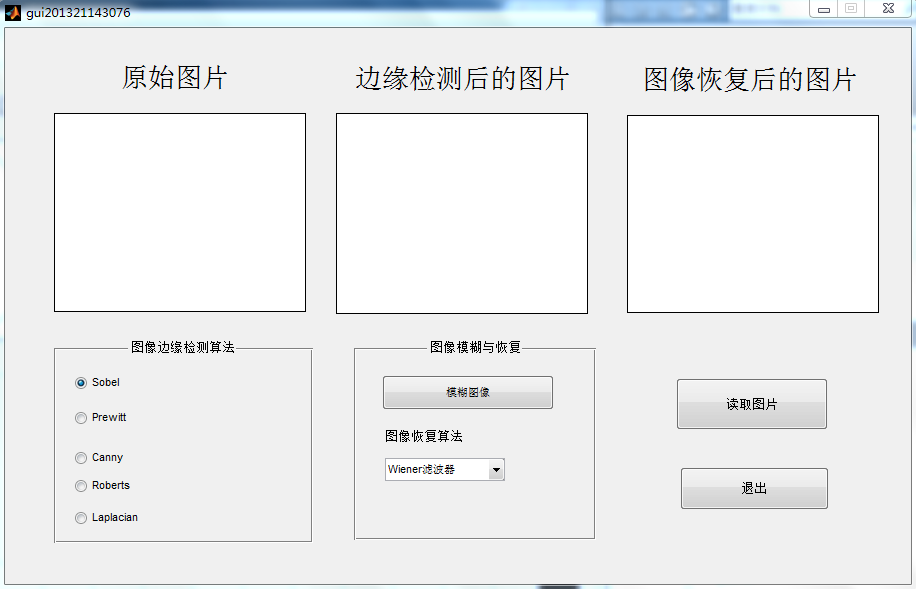 gui201321143076
原始图片
边缘检测后的图片
图像恢复后的图片
图像边缘检测算法
Sobel
Prewitt
Canny
Roberts
Laplacian
图像模糊与恢复
模糊图像
图像恢复算法
Wiener滤波器
读取图片
退出